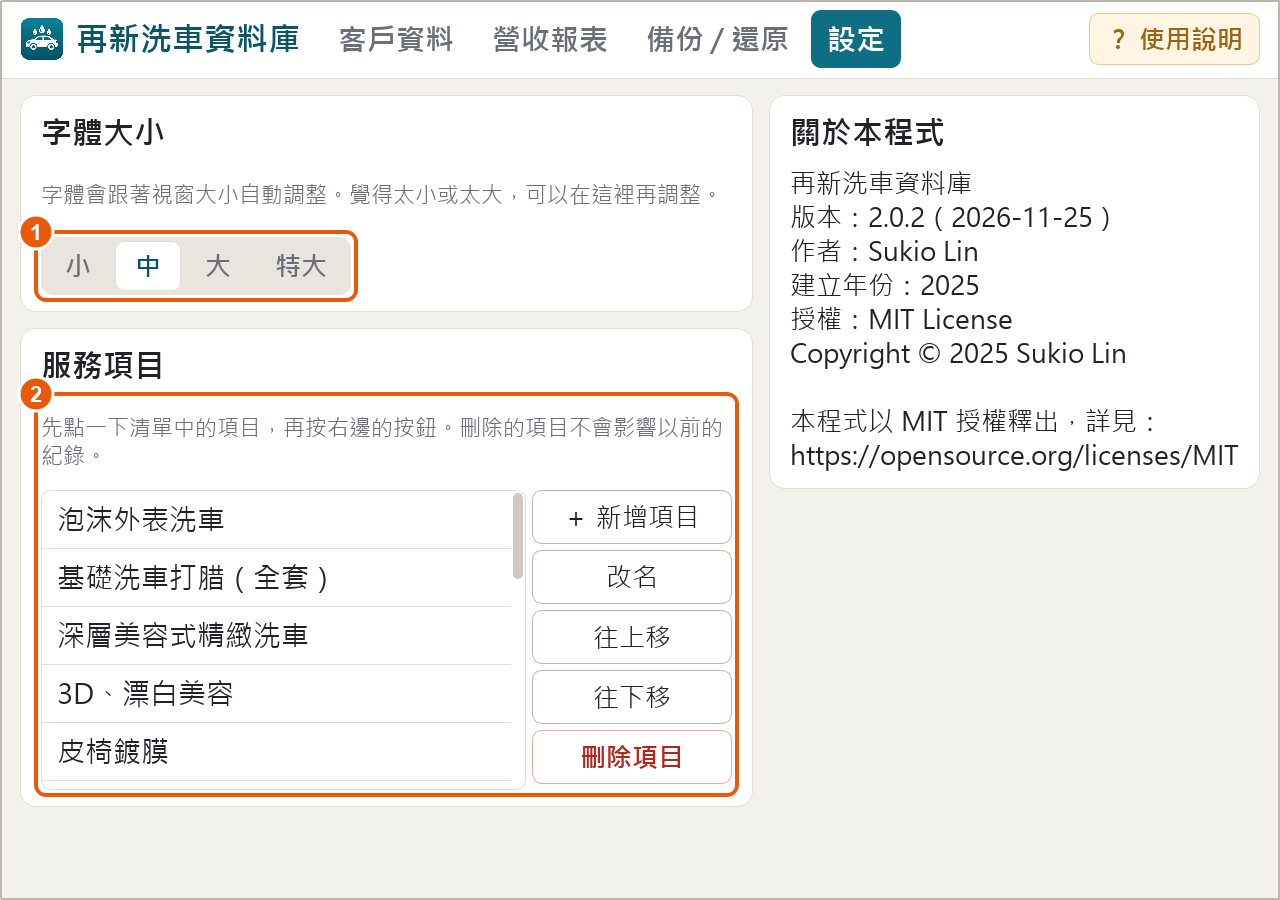 再新洗車資料庫 客戶資料 營收報表 備份 / 還原 設定 ? 使用說明
字體大小
字體會跟著視窗大小自動調整。覺得太小或太大，可以在這裡再調整。
1
小 中 大 特大
服務項目
2
先點一下清單中的項目，再按右邊的按鈕。刪除的項目不會影響以前的
紀錄。
泡沫外表洗車
基礎洗車打腊（全套）
深層美容式精緻洗車
3D、漂白美容
皮椅鍍膜
+ 新增項目
改名
往上移
往下移
刪除項目
關於本程式
再新洗車資料庫
版本：2.0.2（2026-11-25）
作者：Sukio Lin
建立年份：2025
授權：MIT License
Copyright © 2025 Sukio Lin
本程式以 MIT 授權釋出，詳見：
https://opensource.org/licenses/MIT